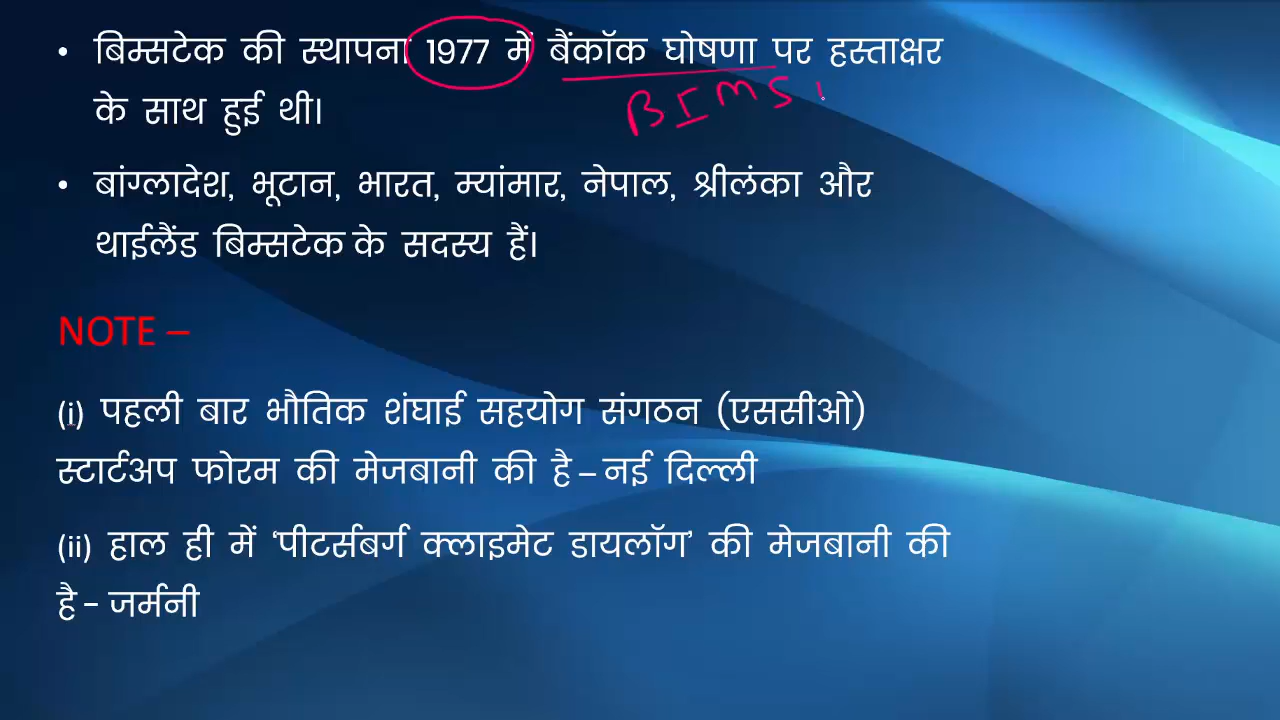 • बिम्सटेक की स्थापना 1977 में बैंकॉक घोषणा पर हस्ताक्षर
BIMS
के साथ हुई थी।
• बांग्लादेश, भूटान, भारत, म्यांमार, नेपाल, श्रीलंका और
थाईलैंड बिम्सटेक के सदस्य हैं।
NOTE –
(i) पहली बार भौतिक शंघाई सहयोग संगठन (एससीओ)
स्टार्टअप फोरम की मेजबानी की है – नई दिल्ली
(ii) हाल ही में ‘पीटर्सबर्ग क्लाइमेट डायलॉग’ की मेजबानी की
है - जर्मनी